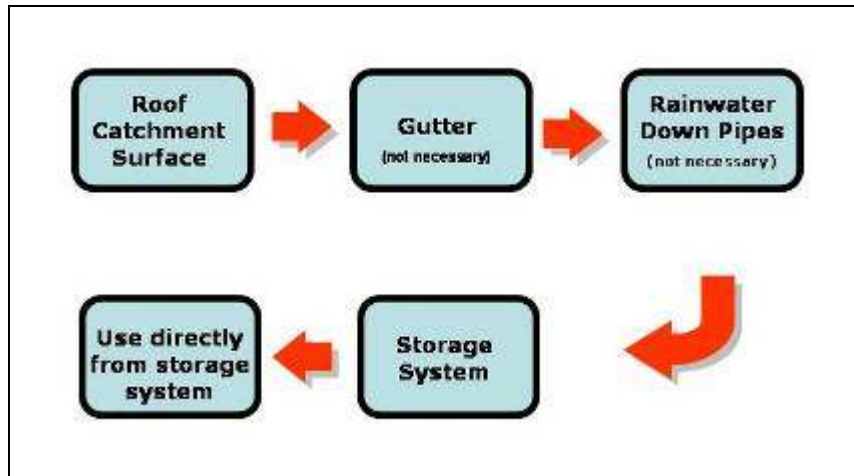 Roof
Catchment
Surface
Gutter
(not necessary)
Rainwater
Down Pipes
(not necessary)
Storage
System
Use directly
from storage
system